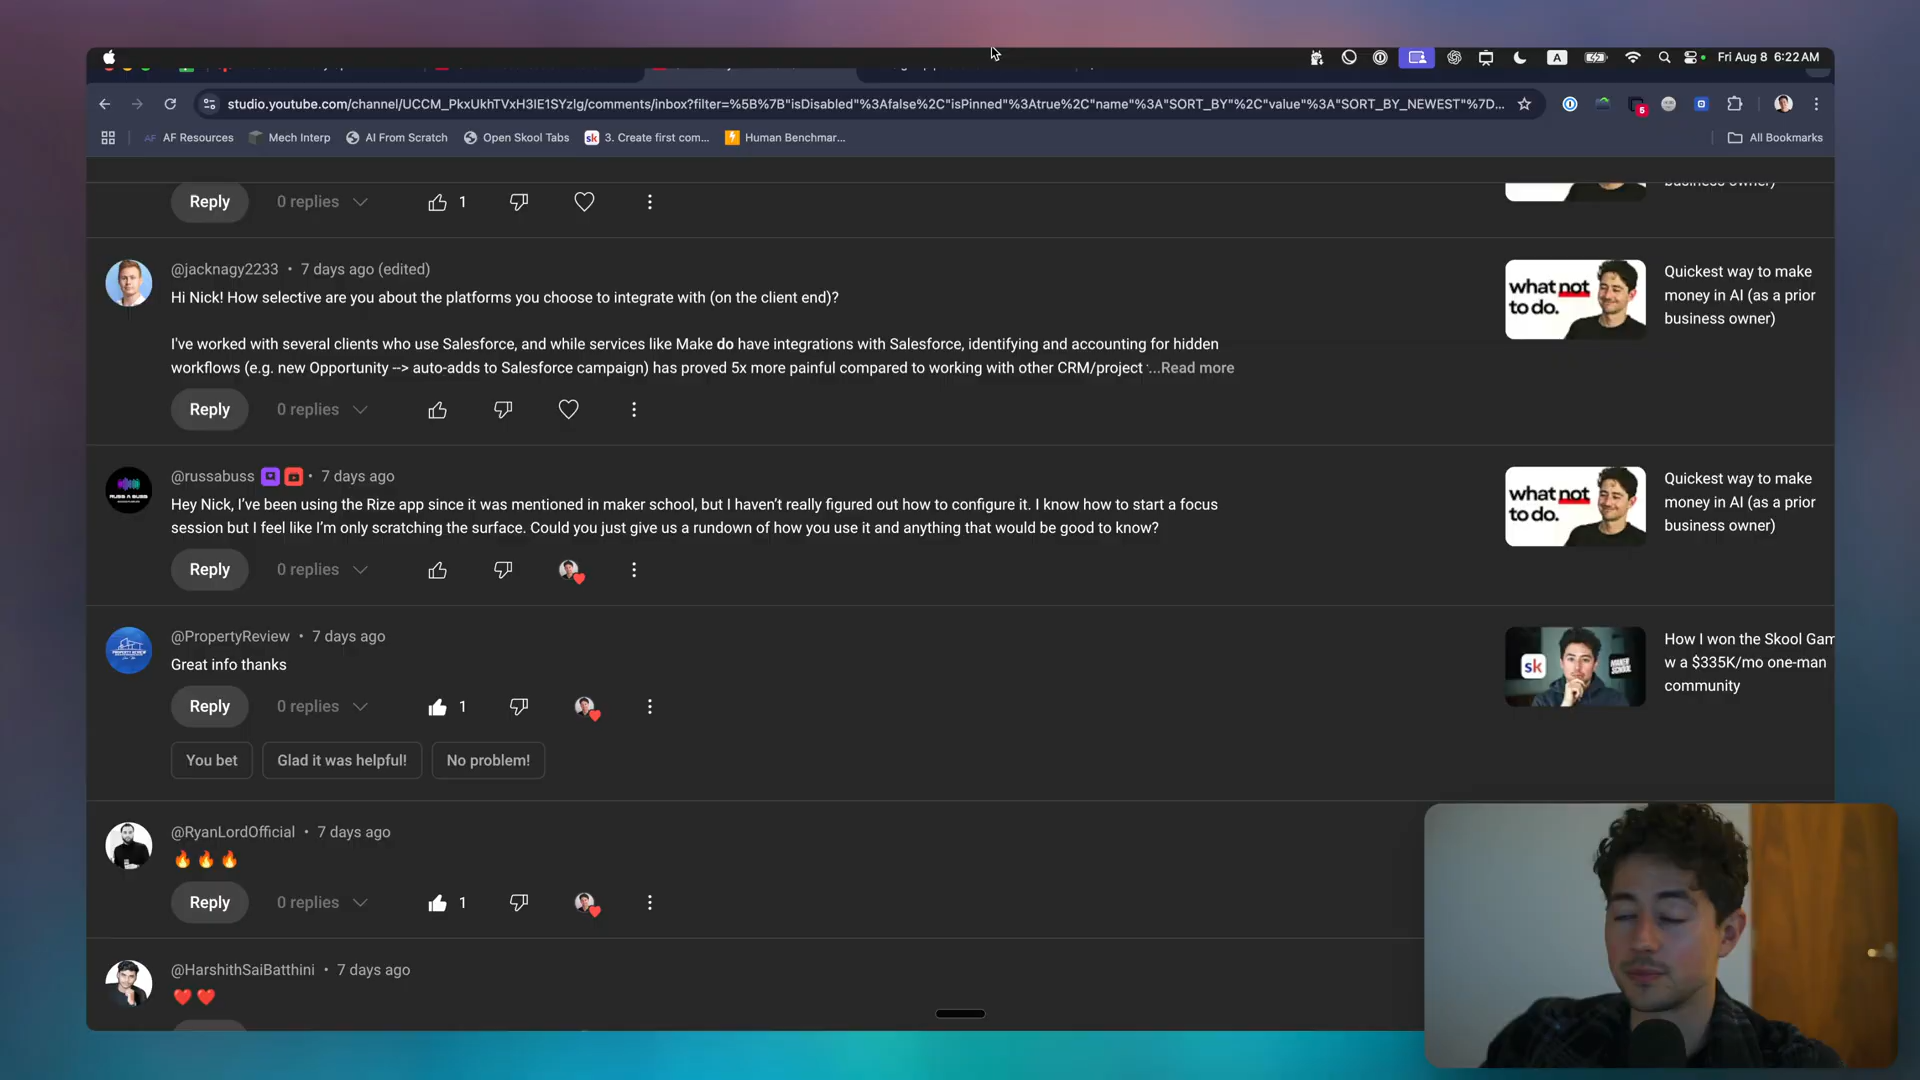 Fri Aug 8 6:22 AM
studio.youtube.com/channel/UCCM_PkxUkhTVxH3IE1SYzlg/comments/inbox?filter=%5B%7B"isDisabled"%3Afalse%2C"isPinned"%3Atrue%2C"name"%3A"SORT_BY"%2C"value"%3A"SORT_BY_NEWEST"%7D...
5
AF Resources
Mech Interp
AI From Scratch
Open Skool Tabs
sk 3. Create first com...
Human Benchmar...
All Bookmarks
business owner)
Reply 0 replies 1
@jacknagy2233 • 7 days ago (edited)
Hi Nick! How selective are you about the platforms you choose to integrate with (on the client end)?
I've worked with several clients who use Salesforce, and while services like Make do have integrations with Salesforce, identifying and accounting for hidden
workflows (e.g. new Opportunity --> auto-adds to Salesforce campaign) has proved 5x more painful compared to working with other CRM/project ...Read more
Reply 0 replies
what not
to do.
Quickest way to make
money in AI (as a prior
business owner)
@russabuss • 7 days ago
Hey Nick, I've been using the Rize app since it was mentioned in maker school, but I haven't really figured out how to configure it. I know how to start a focus
session but I feel like I'm only scratching the surface. Could you just give us a rundown of how you use it and anything that would be good to know?
Reply 0 replies
RUSS A BUSS
what not
to do.
Quickest way to make
money in AI (as a prior
business owner)
@PropertyReview • 7 days ago
Great info thanks
Reply 0 replies 1
You bet
Glad it was helpful!
No problem!
sk
MAKER
SCHOOL
How I won the Skool Gam
w a $335K/mo one-man
community
@RyanLordOfficial • 7 days ago
🔥 🔥 🔥
Reply 0 replies 1
@HarshithSaiBatthini • 7 days ago
❤️ ❤️